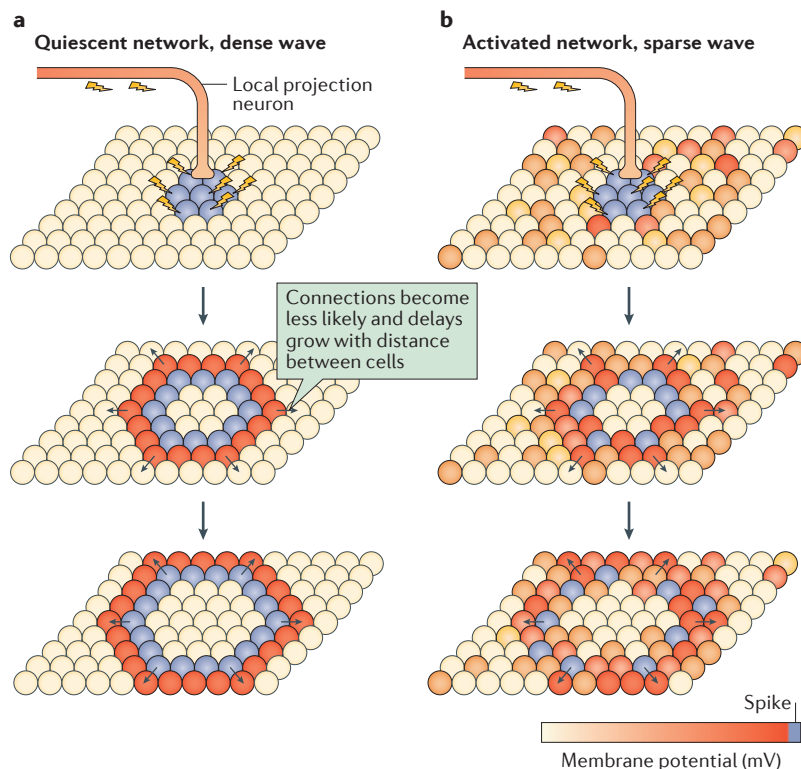 a
Quiescent network, dense wave
b
Activated network, sparse wave
Local projection
neuron
Connections become
less likely and delays
grow with distance
between cells
Spike
Membrane potential (mV)